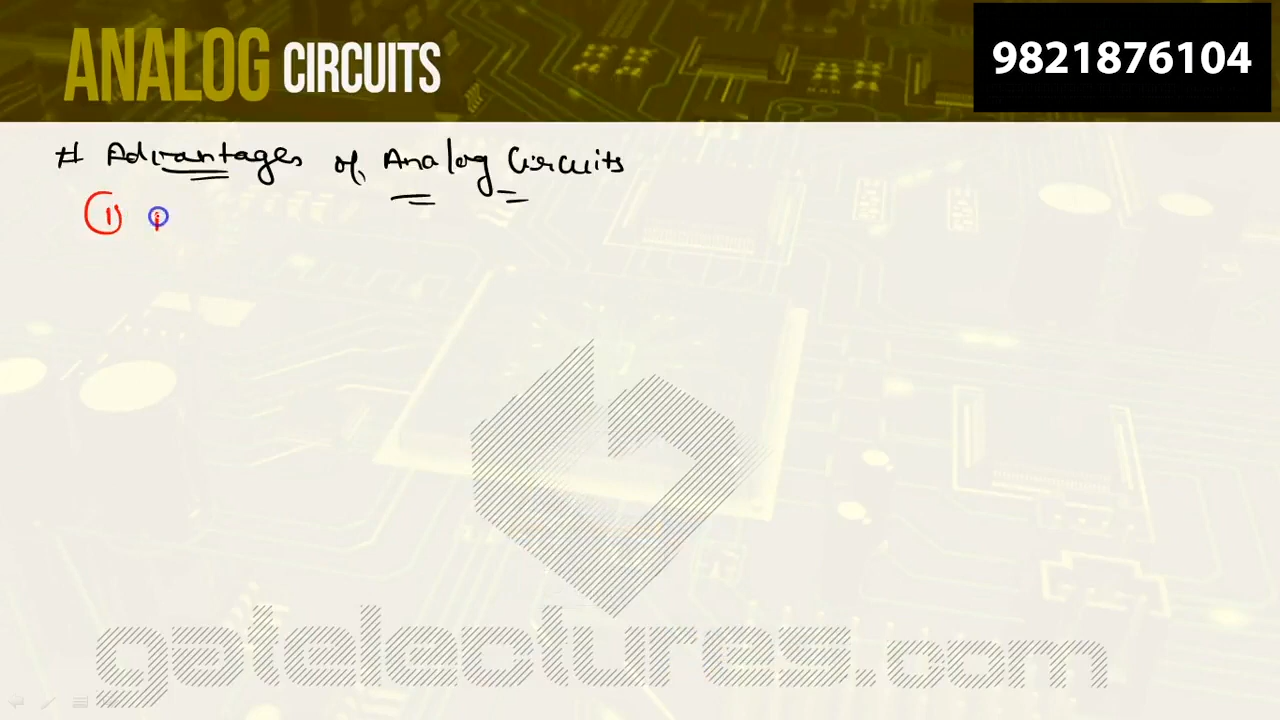 ANALOG CIRCUITS
9821876104
# Advantages of Analog Circuits
①
gatelectures.com